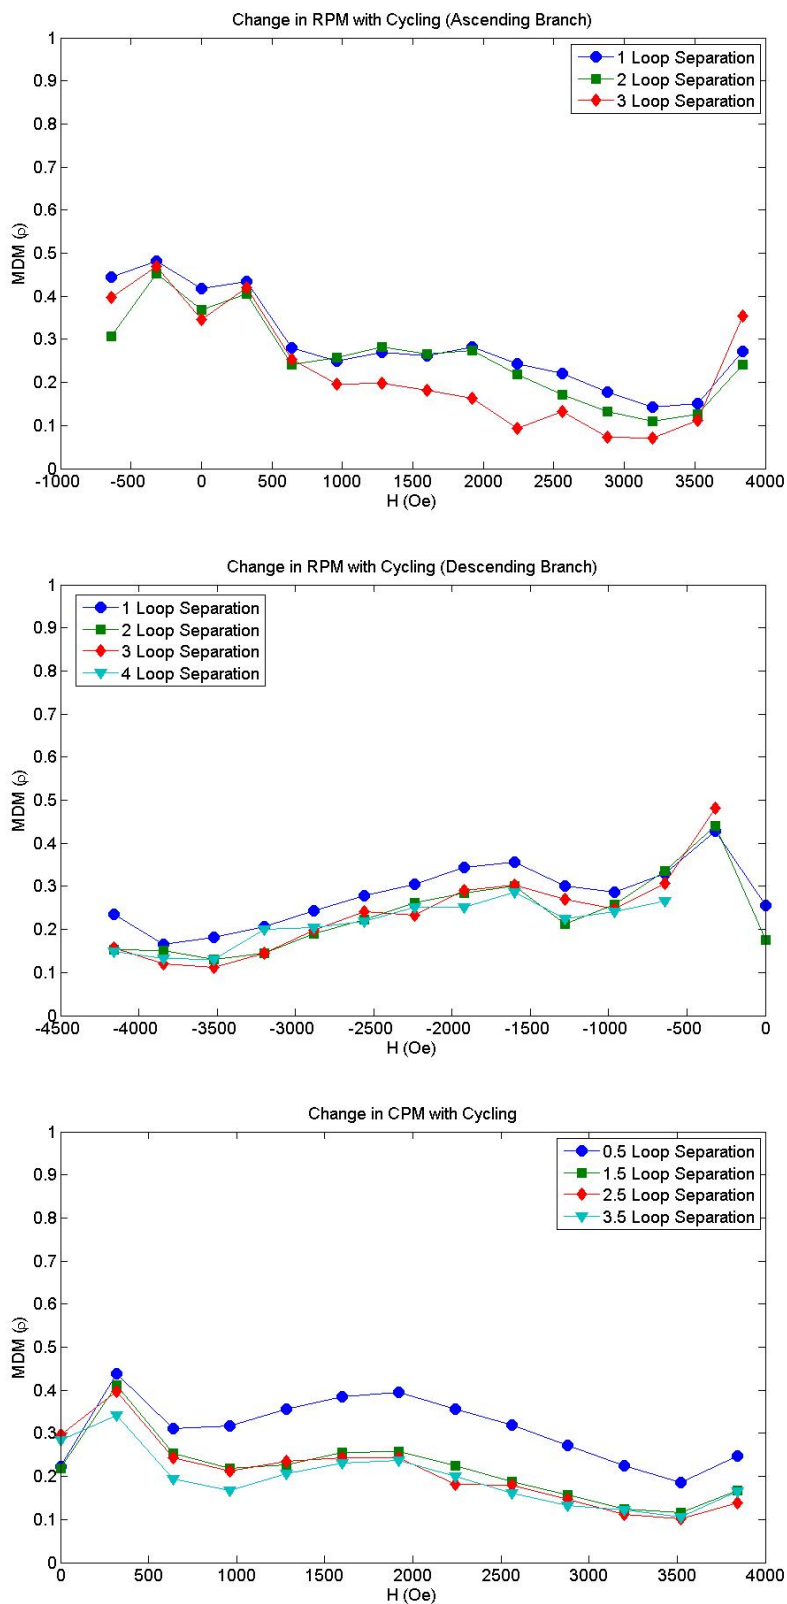 Change in RPM with Cycling (Ascending Branch)
1
0.9
0.8
0.7
0.6
0.5
0.4
0.3
0.2
0.1
0
MDM (ρ)
1 Loop Separation
2 Loop Separation
3 Loop Separation
-1000 -500 0 500 1000 1500 2000 2500 3000 3500 4000
H (Oe)
Change in RPM with Cycling (Descending Branch)
1
0.9
0.8
0.7
0.6
0.5
0.4
0.3
0.2
0.1
0
MDM (ρ)
1 Loop Separation
2 Loop Separation
3 Loop Separation
4 Loop Separation
-4500 -4000 -3500 -3000 -2500 -2000 -1500 -1000 -500 0
H (Oe)
Change in CPM with Cycling
1
0.9
0.8
0.7
0.6
0.5
0.4
0.3
0.2
0.1
0
MDM (ρ)
0.5 Loop Separation
1.5 Loop Separation
2.5 Loop Separation
3.5 Loop Separation
0 500 1000 1500 2000 2500 3000 3500 4000
H (Oe)